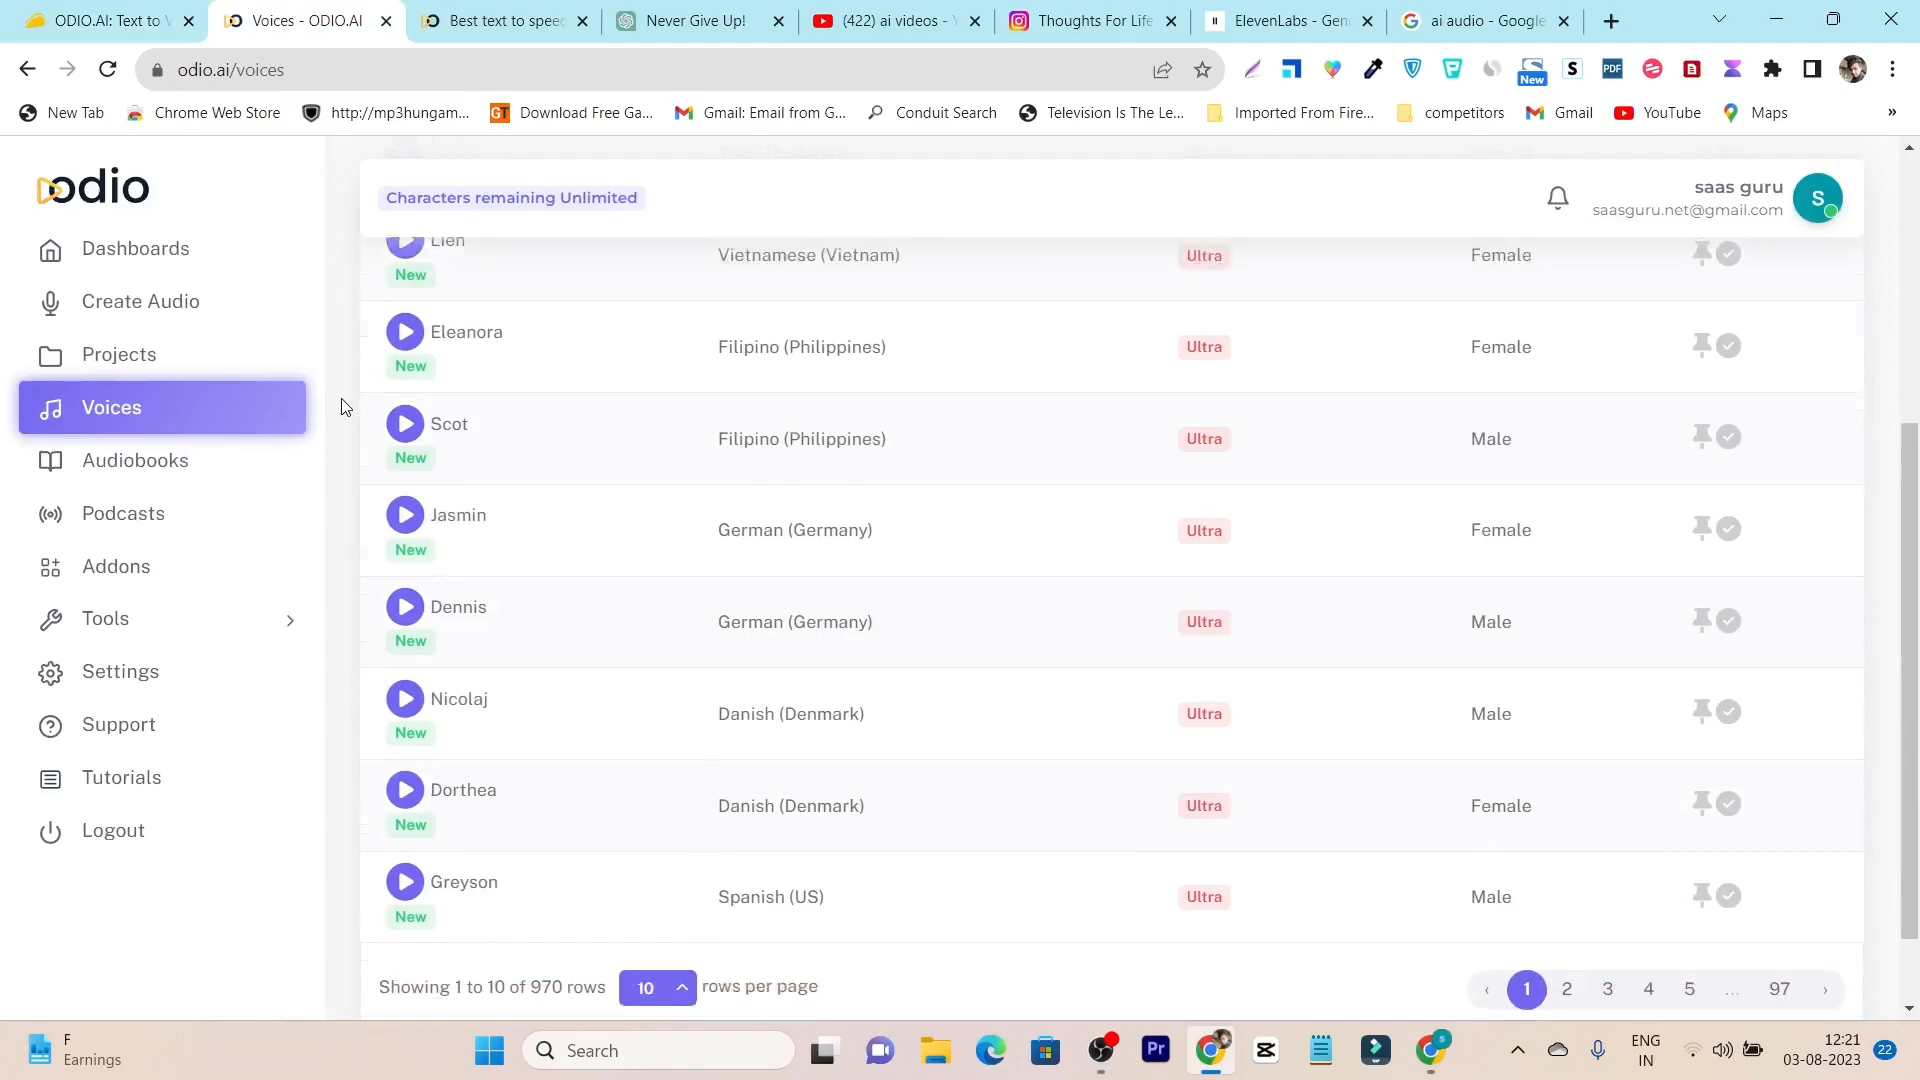 ODIO.AI: Text to V
Voices - ODIO.AI
Best text to speec
Never Give Up!
(422) ai videos - Y
Thoughts For Life
ElevenLabs - Gen
ai audio - Google
odio.ai/voices
New
S
PDF
New Tab
Chrome Web Store
http://mp3hungam...
GT
Download Free Ga...
Gmail: Email from G...
Conduit Search
Television Is The Le...
Imported From Fire...
competitors
Gmail
YouTube
Maps
»
odio
Dashboards
Create Audio
Projects
Voices
Audiobooks
Podcasts
Addons
Tools
Settings
Support
Tutorials
Logout
Characters remaining Unlimited
saas guru
saasguru.net@gmail.com
S
Lien
New
Vietnamese (Vietnam)
Ultra
Female
Eleanora
New
Filipino (Philippines)
Ultra
Female
Scot
New
Filipino (Philippines)
Ultra
Male
Jasmin
New
German (Germany)
Ultra
Female
Dennis
New
German (Germany)
Ultra
Male
Nicolaj
New
Danish (Denmark)
Ultra
Male
Dorthea
New
Danish (Denmark)
Ultra
Female
Greyson
New
Spanish (US)
Ultra
Male
Showing 1 to 10 of 970 rows 10 rows per page
‹ 1 2 3 4 5 ... 97 ›
F
Earnings
Search
Pr
ENG
IN
12:21
03-08-2023
22